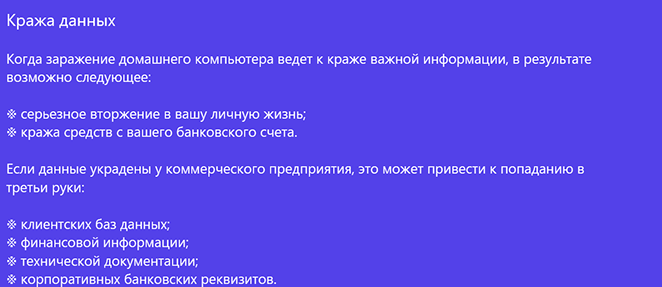 Кража данных
Когда заражение домашнего компьютера ведет к краже важной информации, в результате
возможно следующее:
※ серьезное вторжение в вашу личную жизнь;
※ кража средств с вашего банковского счета.
Если данные украдены у коммерческого предприятия, это может привести к попаданию в
третьи руки:
※ клиентских баз данных;
※ финансовой информации;
※ технической документации;
※ корпоративных банковских реквизитов.